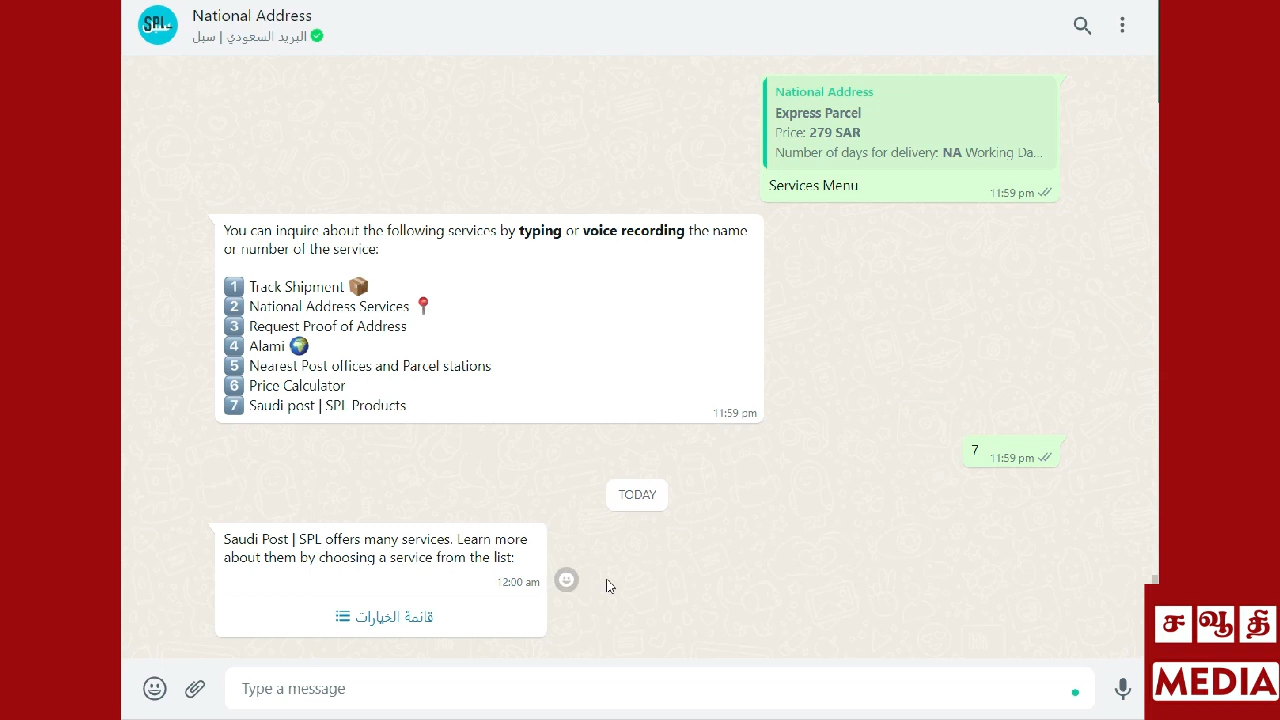 SPL
سبل
National Address
البريد السعودي | سبل
National Address
Express Parcel
Price: 279 SAR
Number of days for delivery: NA Working Da...
Services Menu
11:59 pm
You can inquire about the following services by typing or voice recording the name
or number of the service:
1 Track Shipment
2 National Address Services
3 Request Proof of Address
4 Alami
5 Nearest Post offices and Parcel stations
6 Price Calculator
7 Saudi post | SPL Products
11:59 pm
7
11:59 pm
TODAY
Saudi Post | SPL offers many services. Learn more
about them by choosing a service from the list:
12:00 am
قائمة الخيارات
Type a message
சவூதி
MEDIA